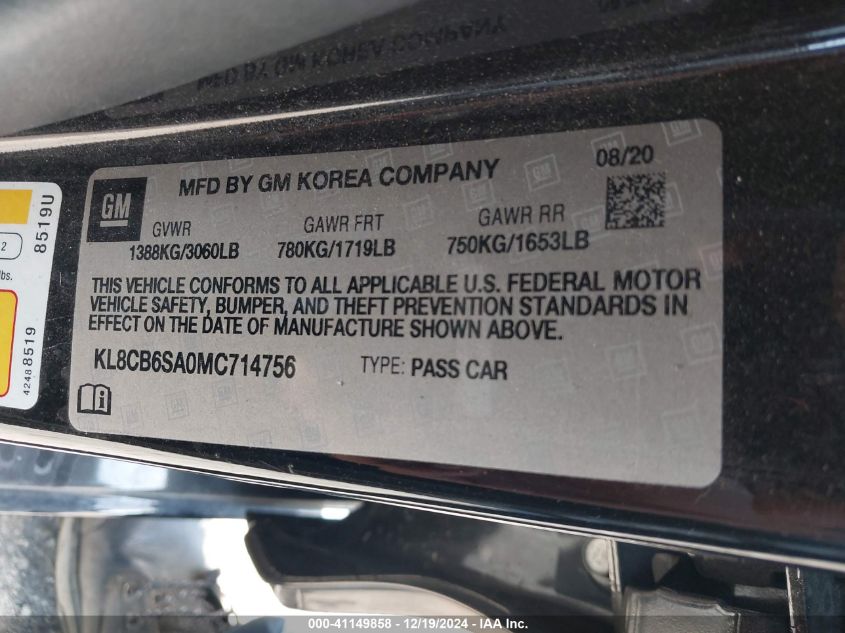 MFD BY GM KOREA COMPANY
08/20
GM
GVWR GAWR FRT GAWR RR
1388KG/3060LB 780KG/1719LB 750KG/1653LB
THIS VEHICLE CONFORMS TO ALL APPLICABLE U.S. FEDERAL MOTOR
VEHICLE SAFETY, BUMPER, AND THEFT PREVENTION STANDARDS IN
EFFECT ON THE DATE OF MANUFACTURE SHOWN ABOVE.
KL8CB6SA0MC714756 TYPE: PASS CAR
8519U
2
lbs.
42488519
000-41149858 - 12/19/2024 - IAA Inc.